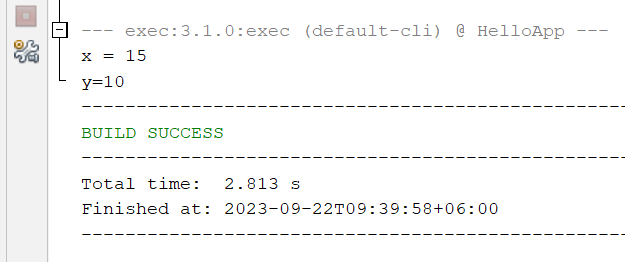 --- exec:3.1.0:exec (default-cli) @ HelloApp ---
x = 15
y=10
------------------------------------------------------
BUILD SUCCESS
------------------------------------------------------
Total time:  2.813 s
Finished at: 2023-09-22T09:39:58+06:00
------------------------------------------------------